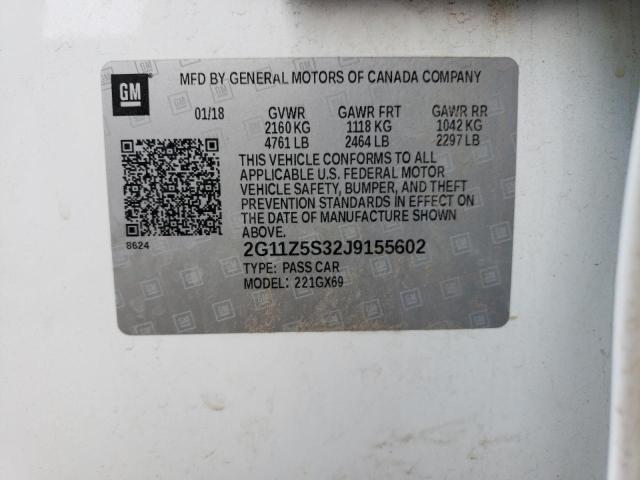 GM
MFD BY GENERAL MOTORS OF CANADA COMPANY
01/18 GVWR GAWR FRT GAWR RR
2160 KG 1118 KG 1042 KG
4761 LB 2464 LB 2297 LB
THIS VEHICLE CONFORMS TO ALL
APPLICABLE U.S. FEDERAL MOTOR
VEHICLE SAFETY, BUMPER, AND THEFT
PREVENTION STANDARDS IN EFFECT ON
THE DATE OF MANUFACTURE SHOWN
ABOVE.
8624
2G11Z5S32J9155602
TYPE: PASS CAR
MODEL: 221GX69